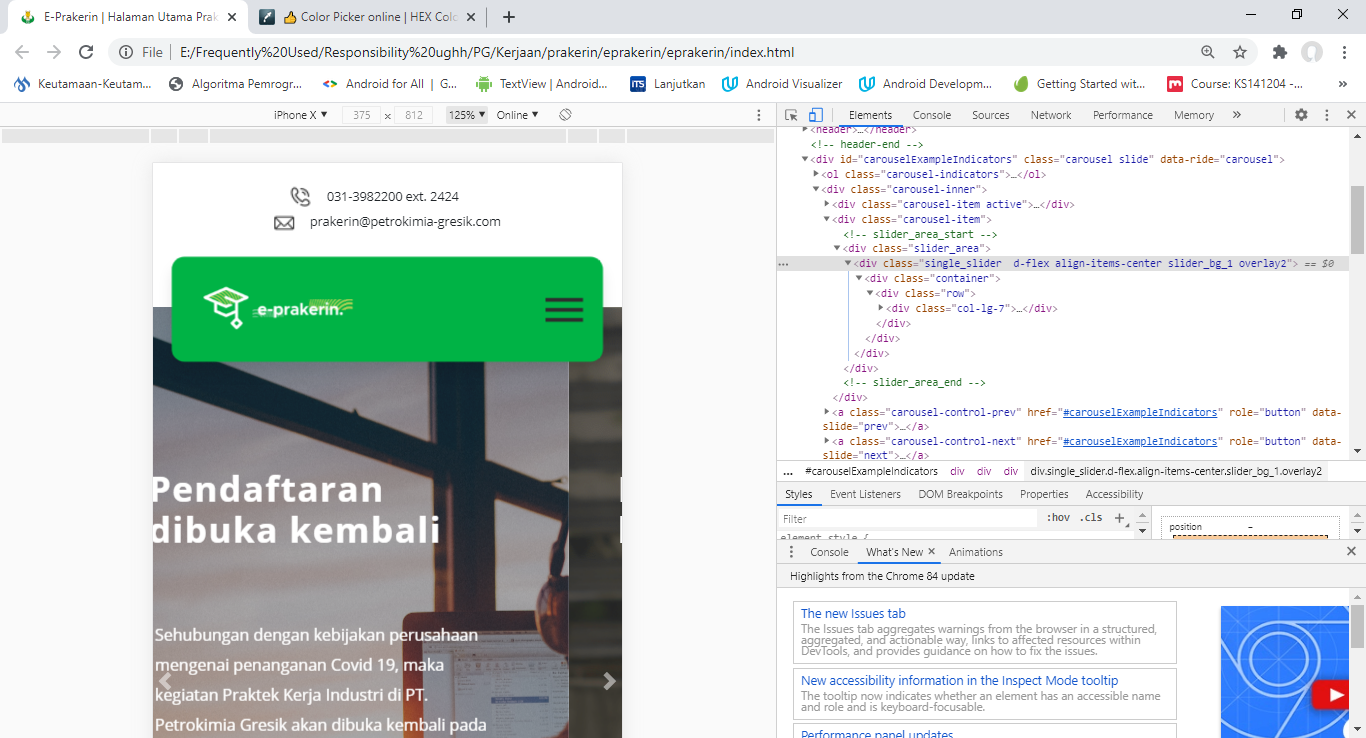 E-Prakerin | Halaman Utama Prak
Color Picker online | HEX Colo
File
E:/Frequently%20Used/Responsibility%20ughh/PG/Kerjaan/prakerin/eprakerin/eprakerin/index.html
Keutamaan-Keutam...
Algoritma Pemrogr...
Android for All | G...
TextView | Android...
ITS
Lanjutkan
Android Visualizer
Android Developm...
Getting Started wit...
Course: KS141204 -...
iPhone X ▼ 375 × 812 125% ▼ Online ▼
Elements Console Sources Network Performance Memory
031-3982200 ext. 2424
prakerin@petrokimia-gresik.com
e-prakerin.
Pendaftaran
dibuka kembali
Sehubungan dengan kebijakan perusahaan
mengenai penanganan Covid 19, maka
kegiatan Praktek Kerja Industri di PT.
Petrokimia Gresik akan dibuka kembali pada
<header>…</header>
<!-- header-end -->
<div id="carouselExampleIndicators" class="carousel slide" data-ride="carousel">
<ol class="carousel-indicators">…</ol>
<div class="carousel-inner">
<div class="carousel-item active">…</div>
<div class="carousel-item">
<!-- slider_area_start -->
<div class="slider_area">
<div class="single_slider  d-flex align-items-center slider_bg_1 overlay2"> == $0
<div class="container">
<div class="row">
<div class="col-lg-7">…</div>
</div>
</div>
</div>
</div>
<!-- slider_area_end -->
</div>
<a class="carousel-control-prev" href="#carouselExampleIndicators" role="button" data-
slide="prev">…</a>
<a class="carousel-control-next" href="#carouselExampleIndicators" role="button" data-
slide="next">…</a>
... #carouselExampleIndicators div div div div.single_slider.d-flex.align-items-center.slider_bg_1.overlay2
Styles Event Listeners DOM Breakpoints Properties Accessibility
Filter :hov .cls +
element.style {
position –
Console What's New Animations
Highlights from the Chrome 84 update
The new Issues tab
The Issues tab aggregates warnings from the browser in a structured,
aggregated, and actionable way, links to affected resources within
DevTools, and provides guidance on how to fix the issues.
New accessibility information in the Inspect Mode tooltip
The tooltip now indicates whether an element has an accessible name
and role and is keyboard-focusable.
Performance panel updates